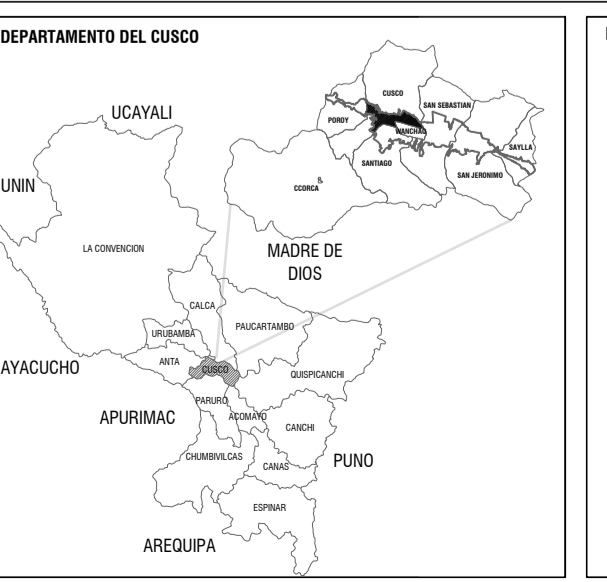 DEPARTAMENTO DEL CUSCO
UCAYALI
CUSCO
SAN SEBASTIAN
POROY
WANCHAQ
SAYLLA
SANTIAGO
SAN JERONIMO
CCORCA
UNIN
LA CONVENCION
MADRE DE
DIOS
CALCA
URUBAMBA
PAUCARTAMBO
ANTA
CUSCO
QUISPICANCHI
AYACUCHO
PARURO
ACOMAYO
APURIMAC
CANCHI
CHUMBIVILCAS
CANAS
PUNO
ESPINAR
AREQUIPA